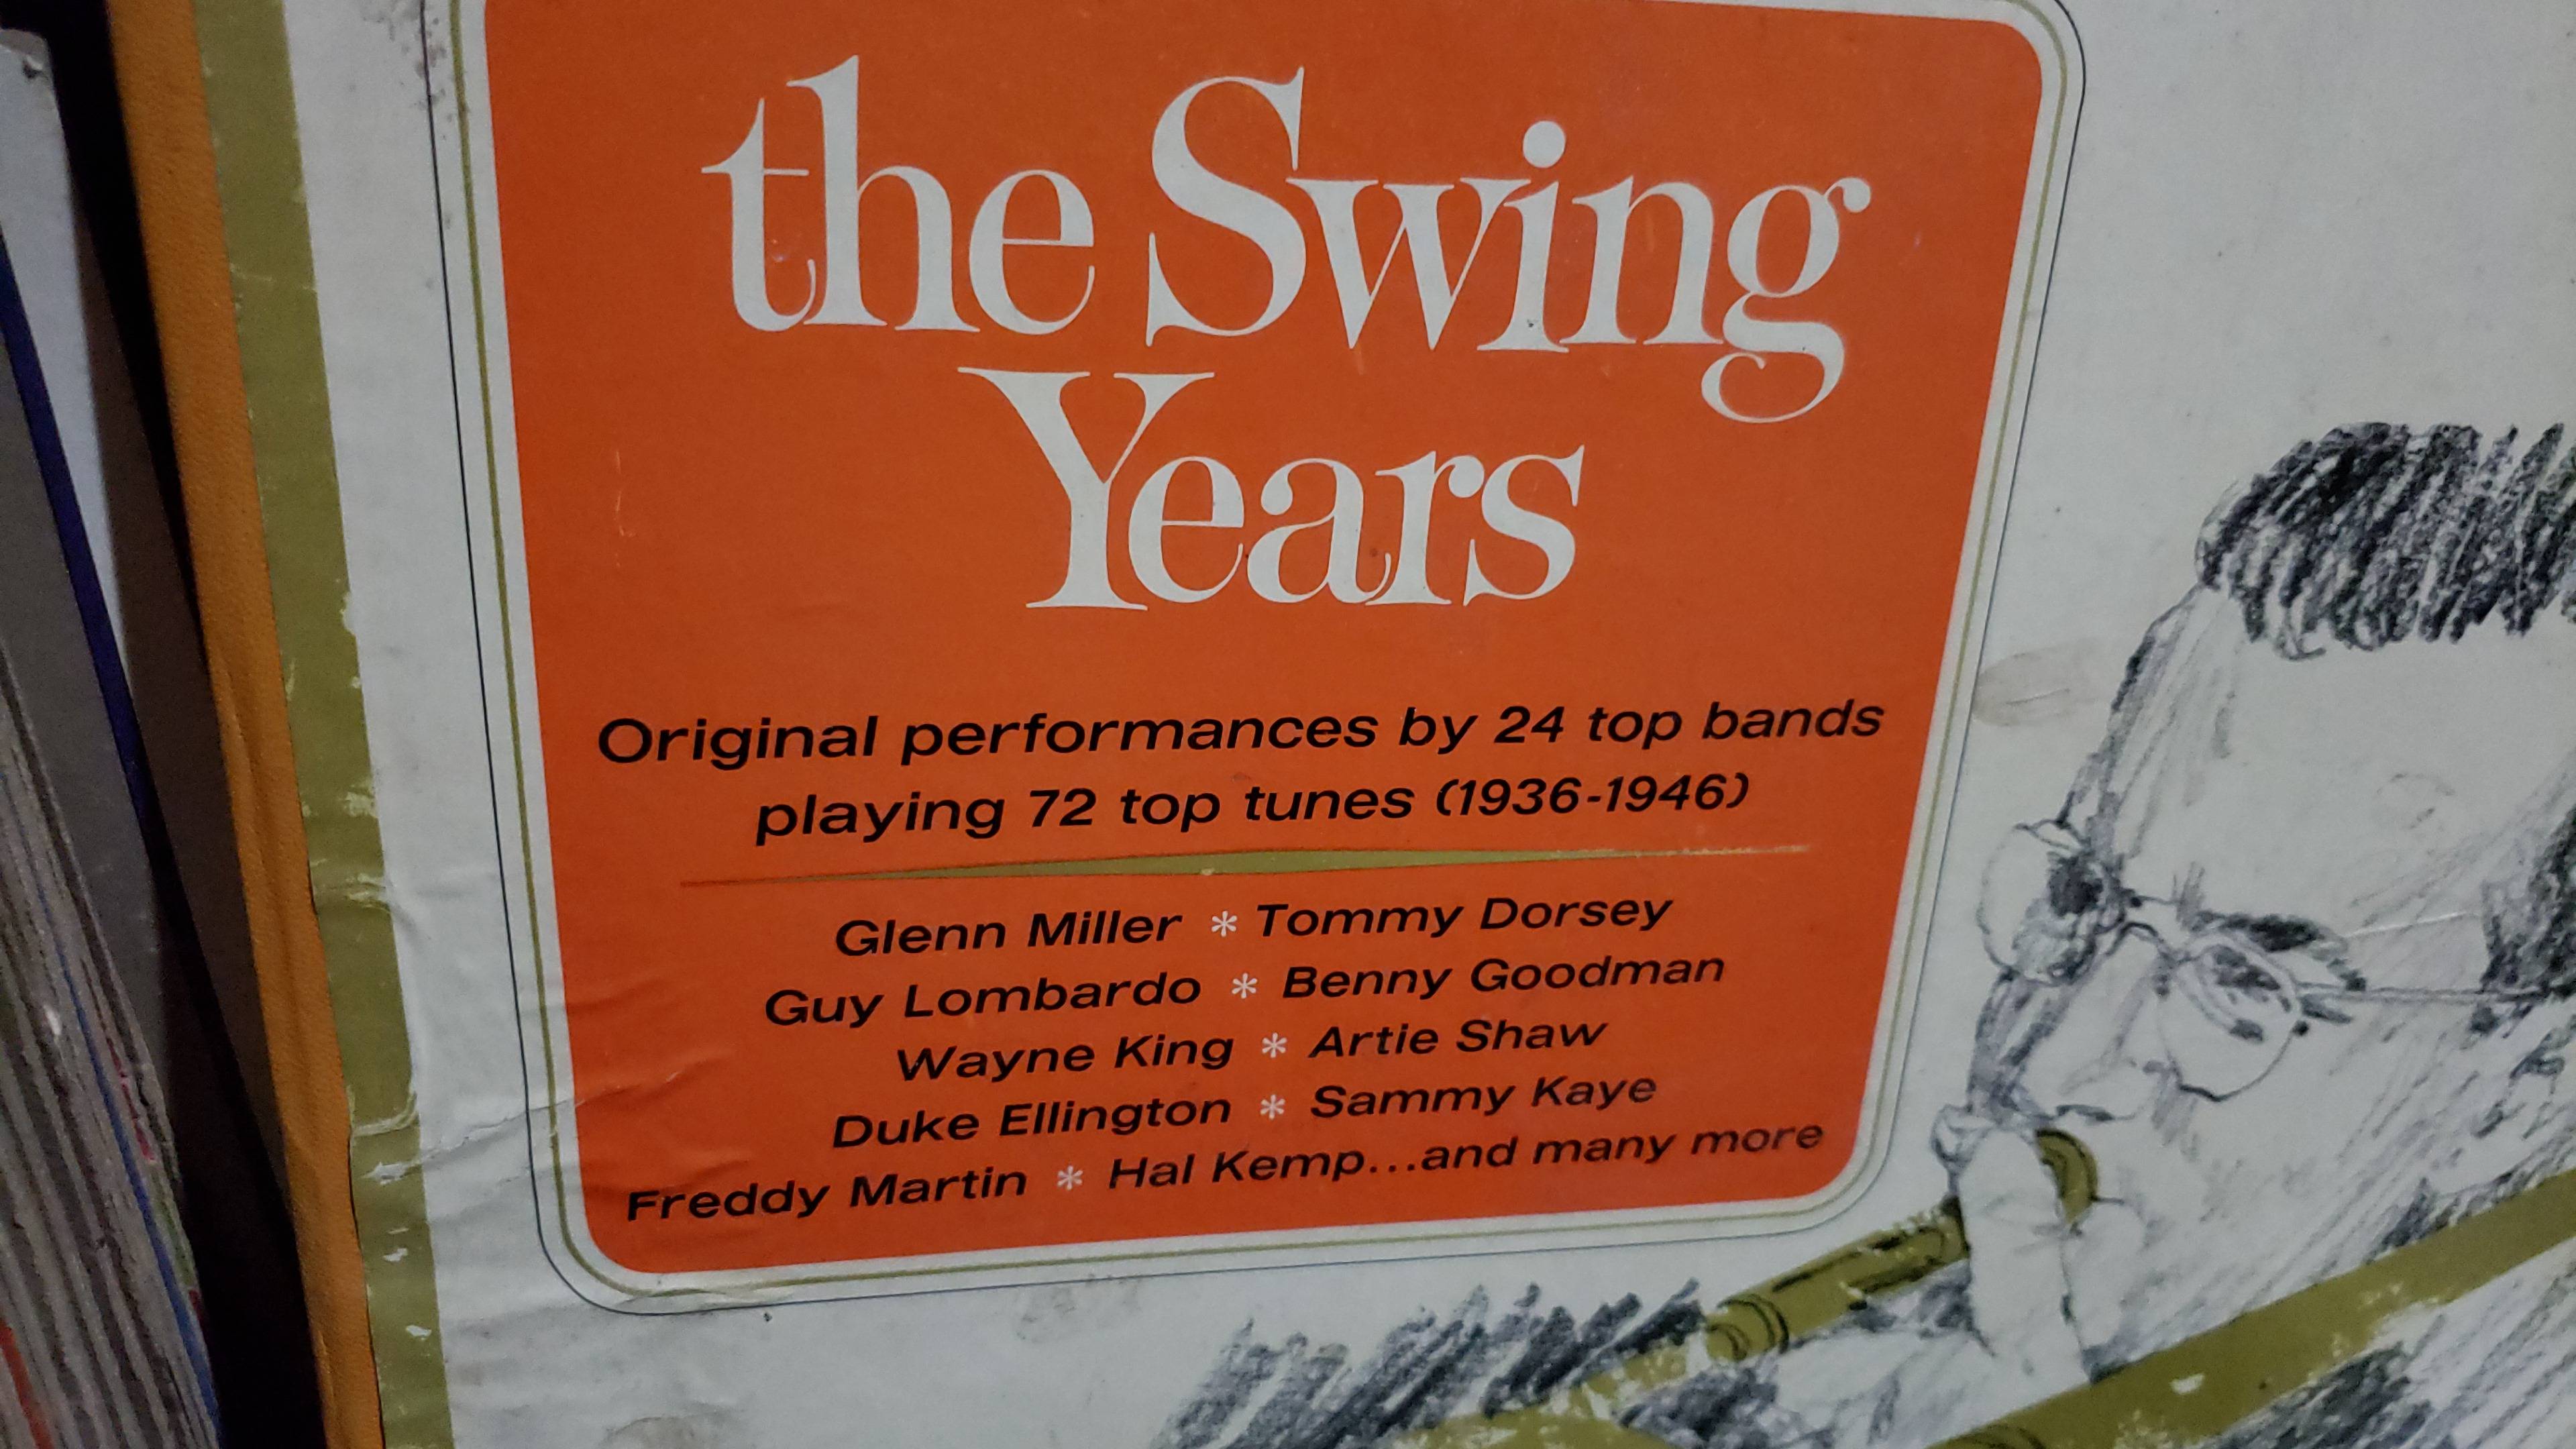 the Swing
Years
Original performances by 24 top bands
playing 72 top tunes (1936-1946)
Glenn Miller * Tommy Dorsey
Guy Lombardo * Benny Goodman
Wayne King * Artie Shaw
Duke Ellington * Sammy Kaye
Freddy Martin * Hal Kemp...and many more